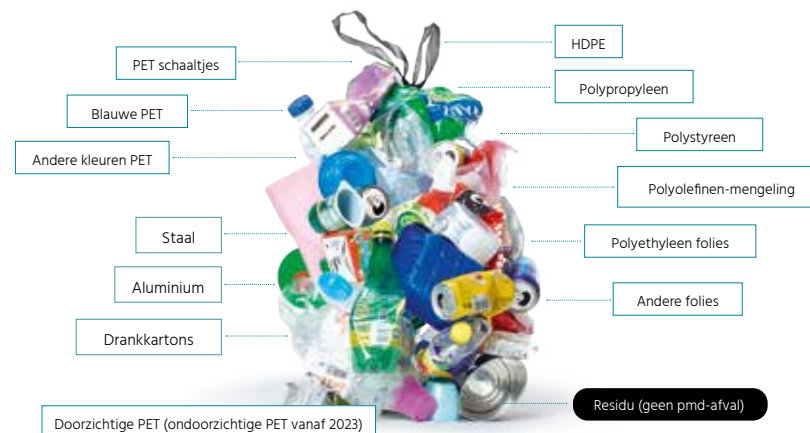 PET schaaltjes
Blauwe PET
Andere kleuren PET
Staal
Aluminium
Drankkartons
Doorzichtige PET (ondoorzichtige PET vanaf 2023)
HDPE
Polypropyleen
Polystyreen
Polyolefinen-mengeling
Polyethyleen folies
Andere folies
Residu (geen pmd-afval)